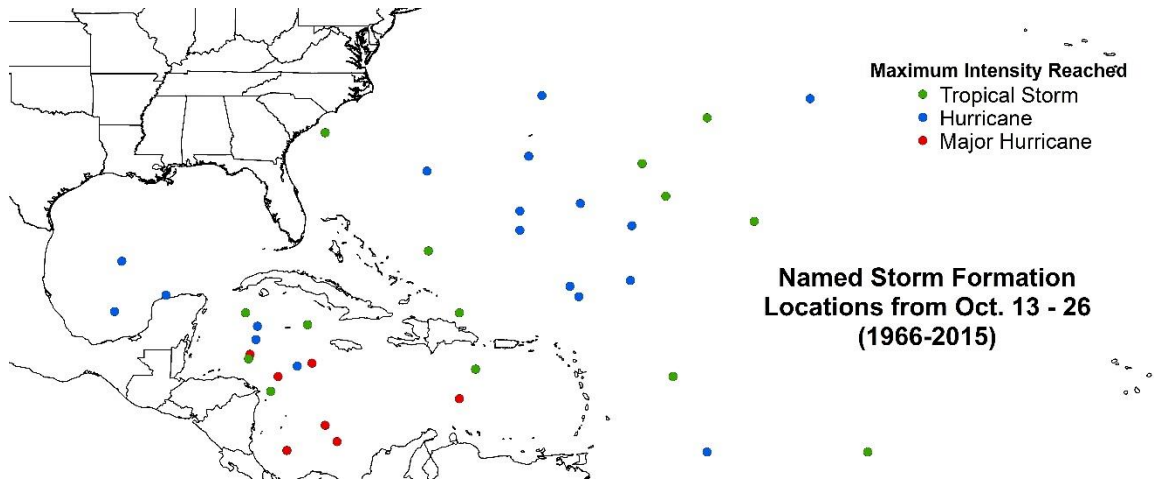 Maximum Intensity Reached
Tropical Storm
Hurricane
Major Hurricane
Named Storm Formation
Locations from Oct. 13 - 26
(1966-2015)